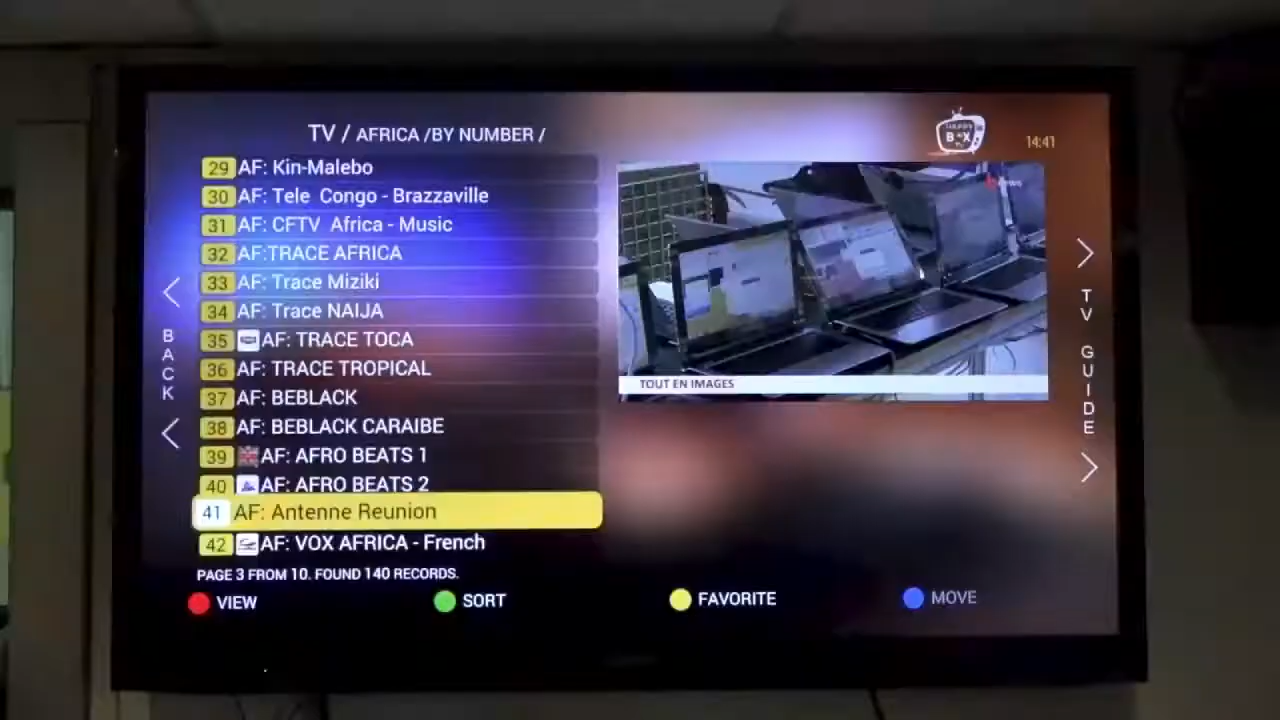 TV / AFRICA /BY NUMBER /
B X
TV
14:41
29 AF: Kin-Malebo
30 AF: Tele Congo - Brazzaville
31 AF: CFTV Africa - Music
32 AF:TRACE AFRICA
33 AF: Trace Miziki
34 AF: Trace NAIJA
35 AF: TRACE TOCA
36 AF: TRACE TROPICAL
37 AF: BEBLACK
38 AF: BEBLACK CARAIBE
39 AF: AFRO BEATS 1
40 AF: AFRO BEATS 2
41 AF: Antenne Reunion
42 AF: VOX AFRICA - French
PAGE 3 FROM 10. FOUND 140 RECORDS.
VIEW
SORT
FAVORITE
MOVE
BACK
news
TOUT EN IMAGES
TV GUIDE